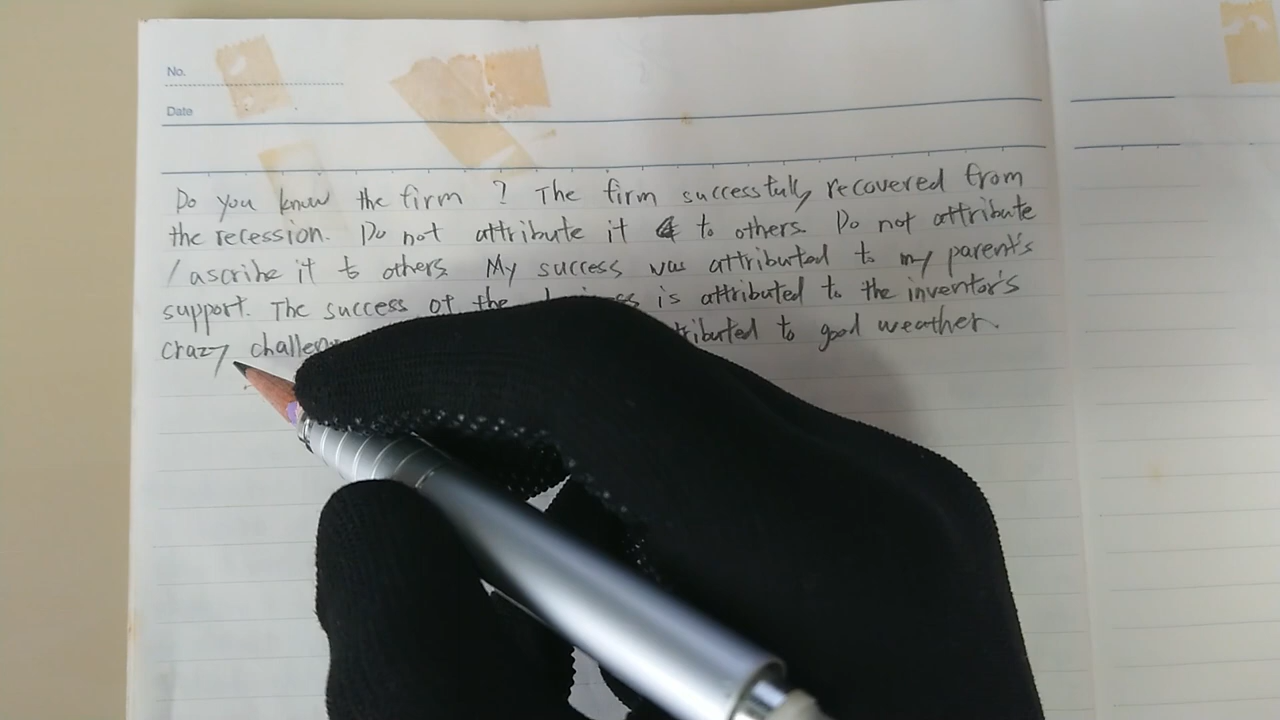 No.
Date
Do you know the firm ? The firm successfully recovered from
the recession. Do not attribute it to others. Do not attribute
/ ascribe it to others. My success was attributed to my parent's
support. The success of the is attributed to the inventor's
crazy to good weather.